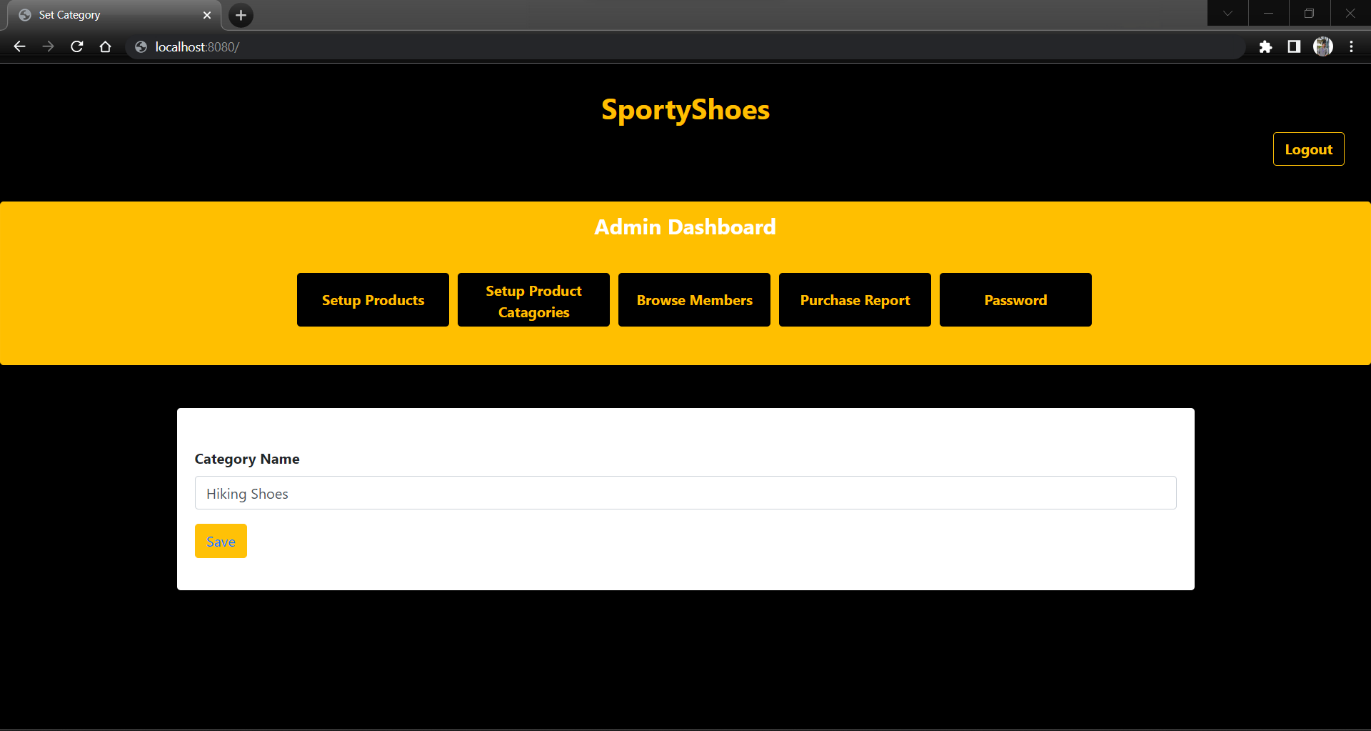 Set Category
localhost:8080/
SportyShoes
Logout
Admin Dashboard
Setup Products
Setup Product
Catagories
Browse Members
Purchase Report
Password
Category Name
Hiking Shoes
Save